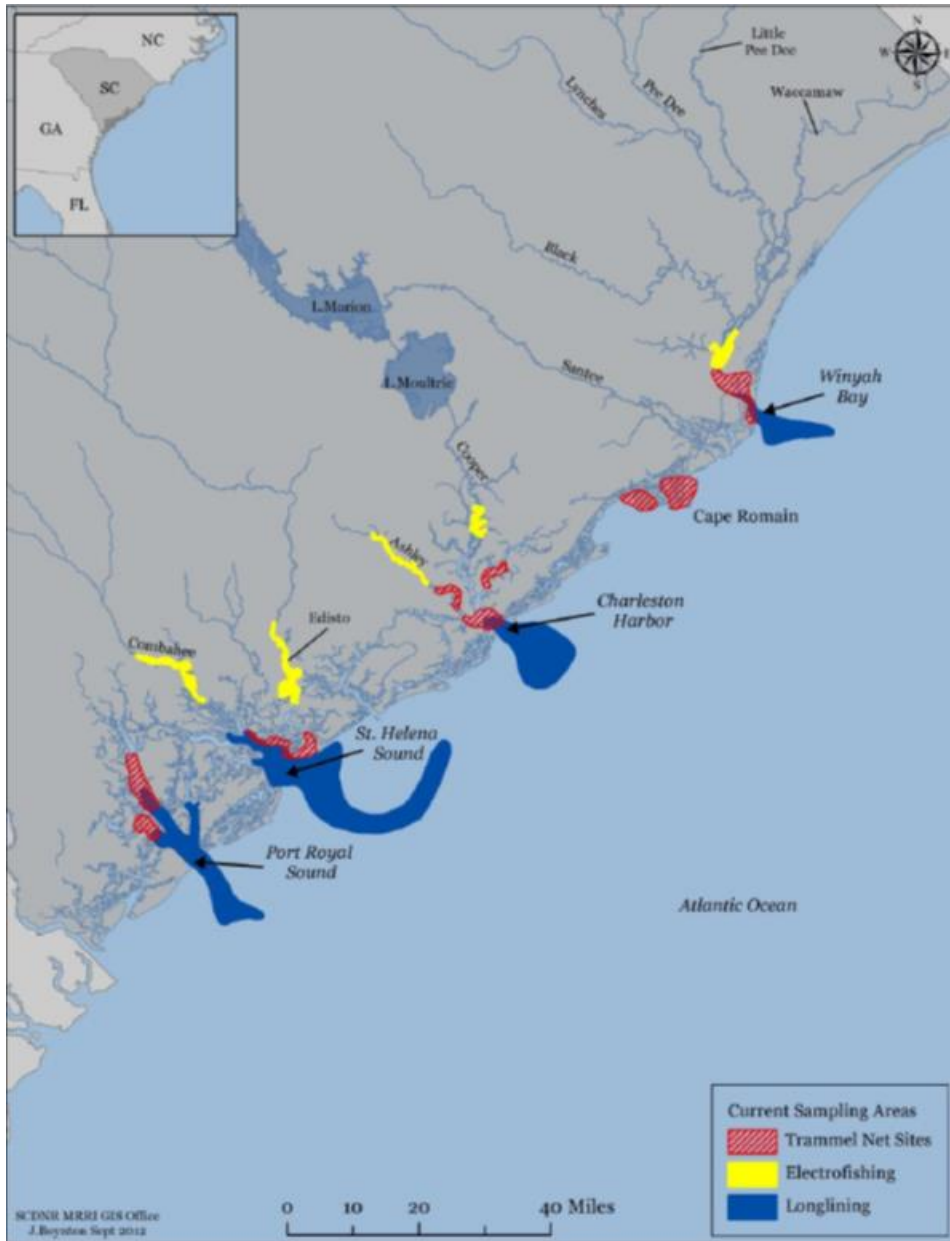 NC
SC
GA
FL
N
W
E
S
Little
Pee Dee
Pee Dee
Lynches
Waccamaw
Black
L.Marion
Santee
L.Moultrie
Winyah
Bay
Cooper
Cape Romain
Ashley
Charleston
Harbor
Edisto
Combahee
St. Helena
Sound
Port Royal
Sound
Atlantic Ocean
Current Sampling Areas
Trammel Net Sites
Electrofishing
Longlining
SCDNR MRRI GIS Office
J.Boynton Sept 2012
0 10 20 40 Miles